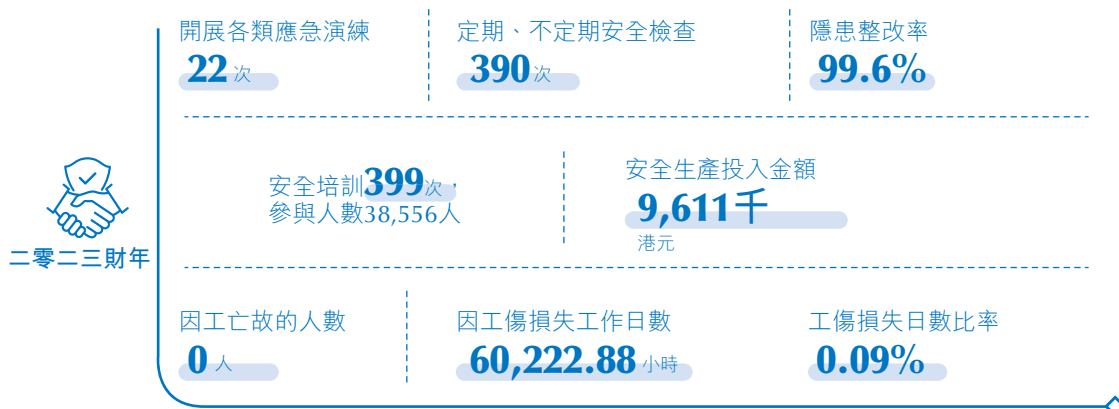 開展各類應急演練
22次
定期、不定期安全檢查
390次
隱患整改率
99.6%
二零二三財年
安全培訓399次，
參與人數38,556人
安全生產投入金額
9,611千
港元
因工亡故的人數
0人
因工傷損失工作日數
60,222.88小時
工傷損失日數比率
0.09%